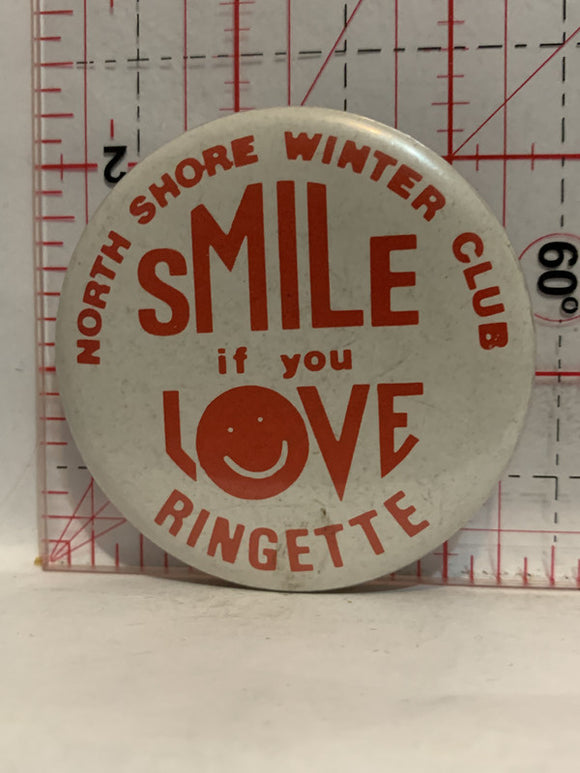 NORTH SHORE WINTER CLUB
SMILE
if you
LOVE
RINGETTE
2
60°